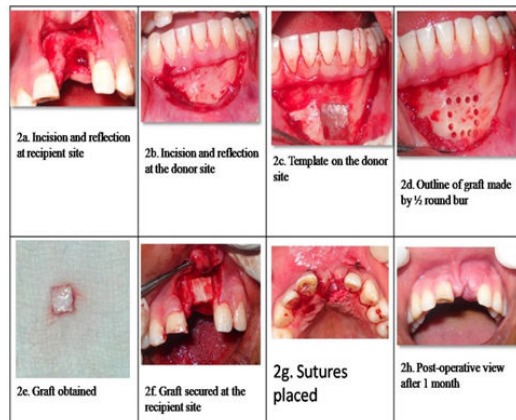 2a. Incision and reflection
at recipient site
2b. Incision and reflection
at the donor site
2c. Template on the donor
site
2d. Outline of graft made
by ½ round bur
2e. Graft obtained
2f. Graft secured at the
recipient site
2g. Sutures
placed
2h. Post-operative view
after 1 month